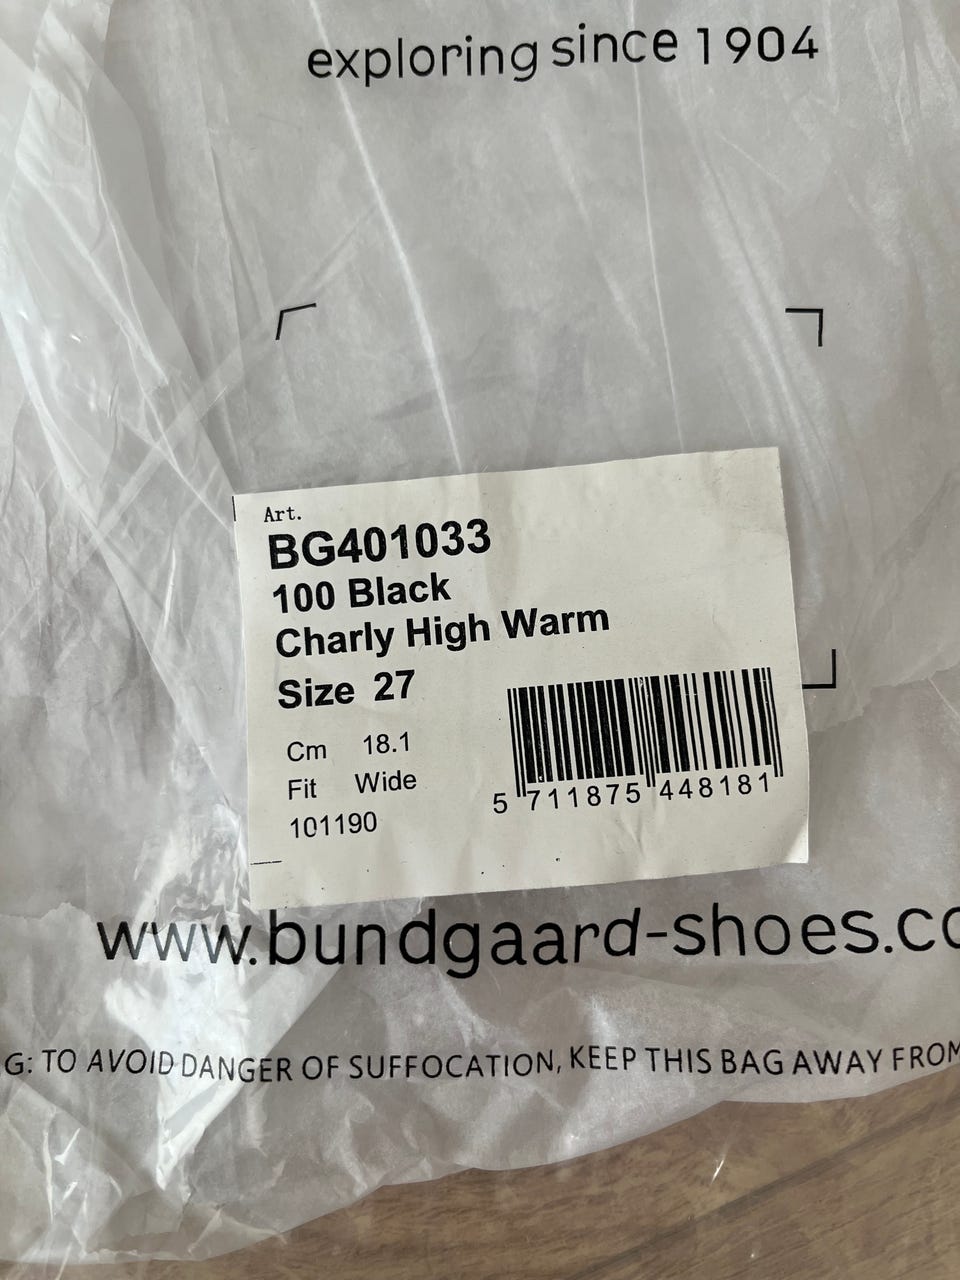 exploring since 1904
Art.
BG401033
100 Black
Charly High Warm
Size 27
Cm 18.1
Fit Wide
101190
5 711875 448181
www.bundgaard-shoes.co
G: TO AVOID DANGER OF SUFFOCATION, KEEP THIS BAG AWAY FROM